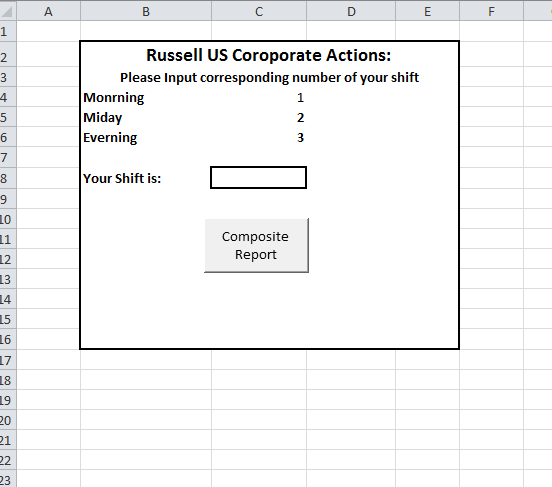 A B C D E F
1
2 Russell US Coroporate Actions:
3 Please Input corresponding number of your shift
4 Monrning 1
5 Miday 2
6 Everning 3
7
8 Your Shift is:
9
10
11 Composite
12 Report
13
14
15
16
17
18
19
20
21
22
23